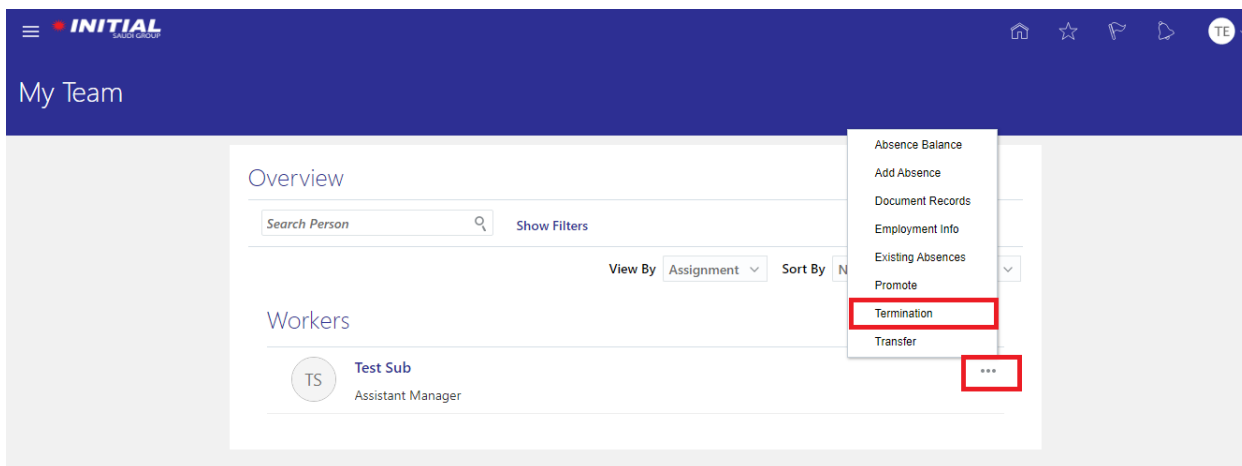 INITIAL
SAUDI GROUP
TE
My Team
Absence Balance
Add Absence
Document Records
Employment Info
Existing Absences
Promote
Termination
Transfer
Overview
Search Person
Show Filters
View By Assignment Sort By N
Workers
TS
Test Sub
Assistant Manager
...